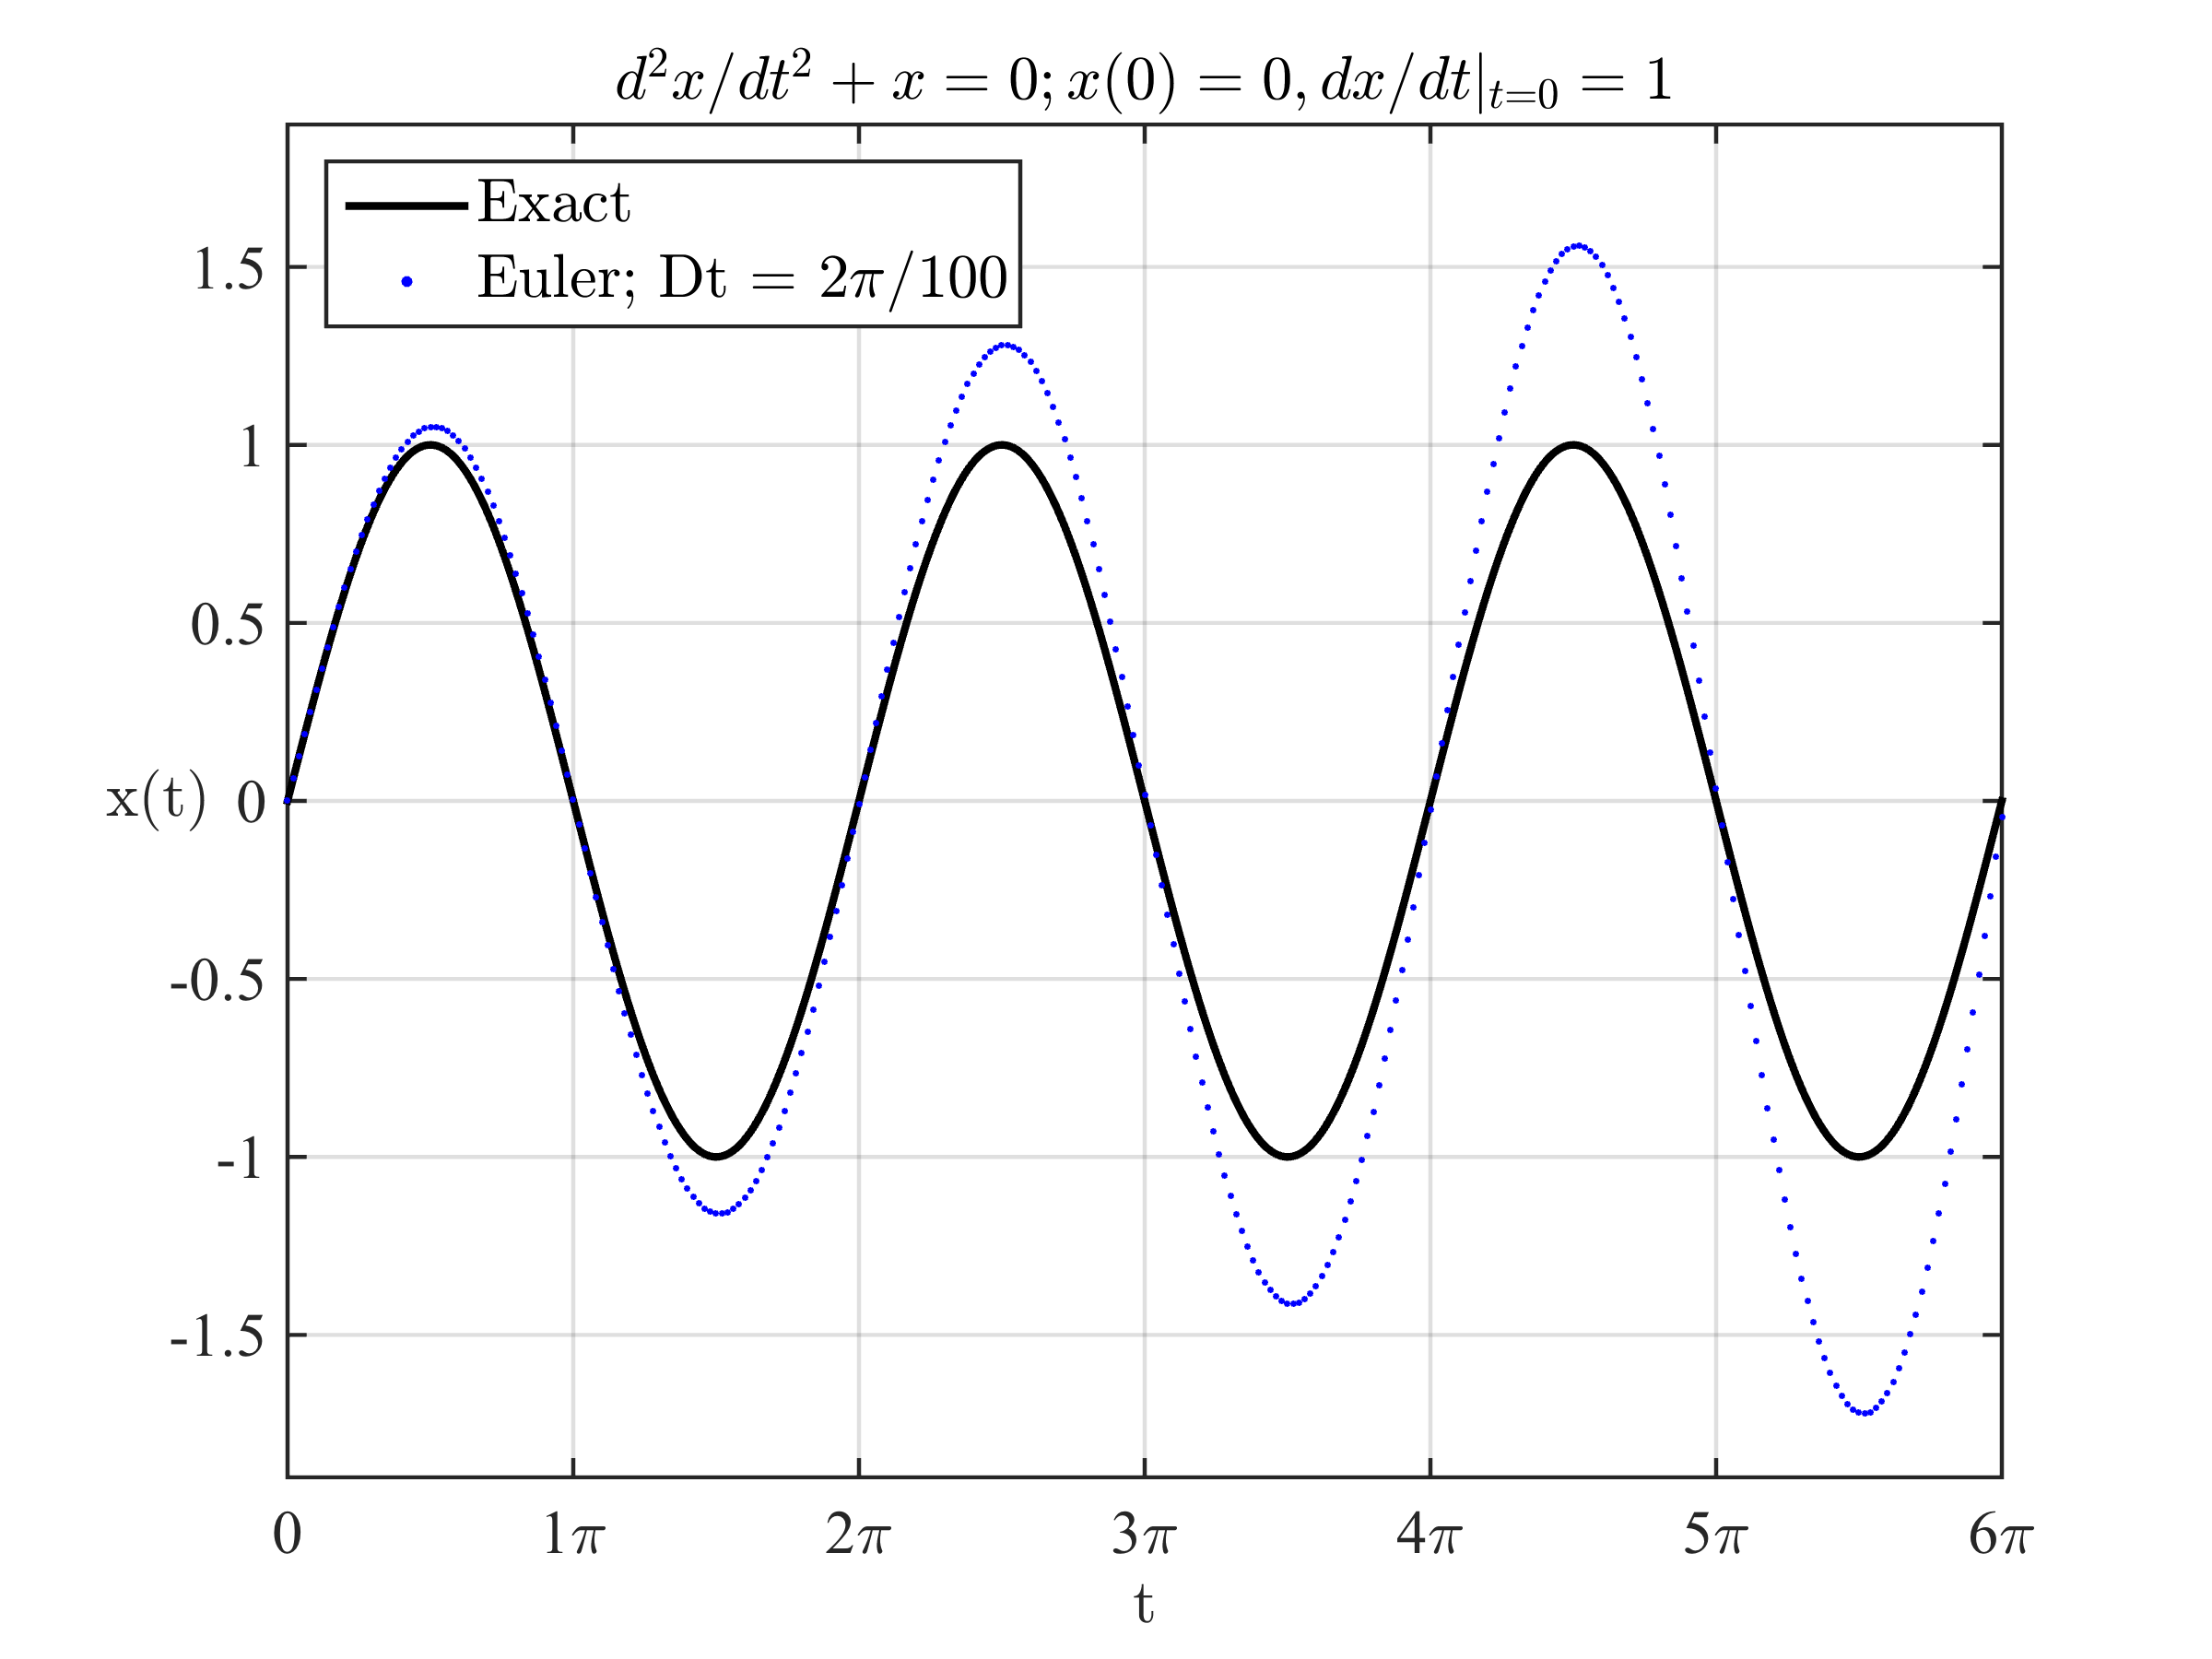 d²x/dt² + x = 0; x(0) = 0, dx/dt|ₜ₌₀ = 1
Exact
Euler; Dt = 2π/100
1.5
1
0.5
x(t)
0
-0.5
-1
-1.5
0
1π
2π
3π
4π
5π
6π
t